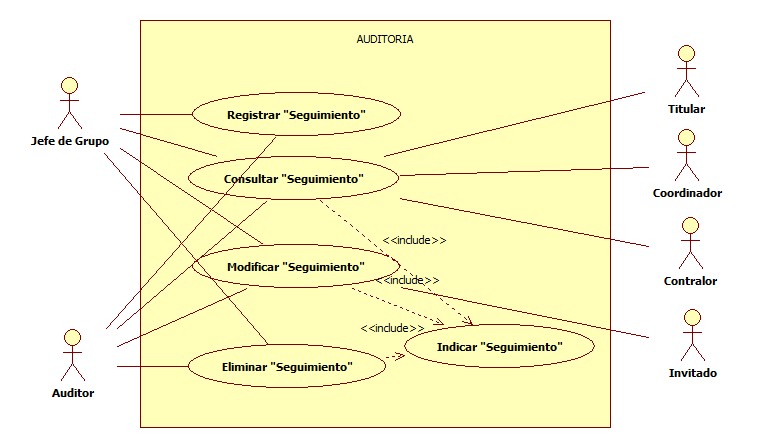 AUDITORIA
Jefe de Grupo
Registrar "Seguimiento"
Titular
Consultar "Seguimiento"
Coordinador
<<include>>
Contralor
Modificar "Seguimiento"
<<include>>
<<include>>
Indicar "Seguimiento"
Invitado
Eliminar "Seguimiento"
Auditor